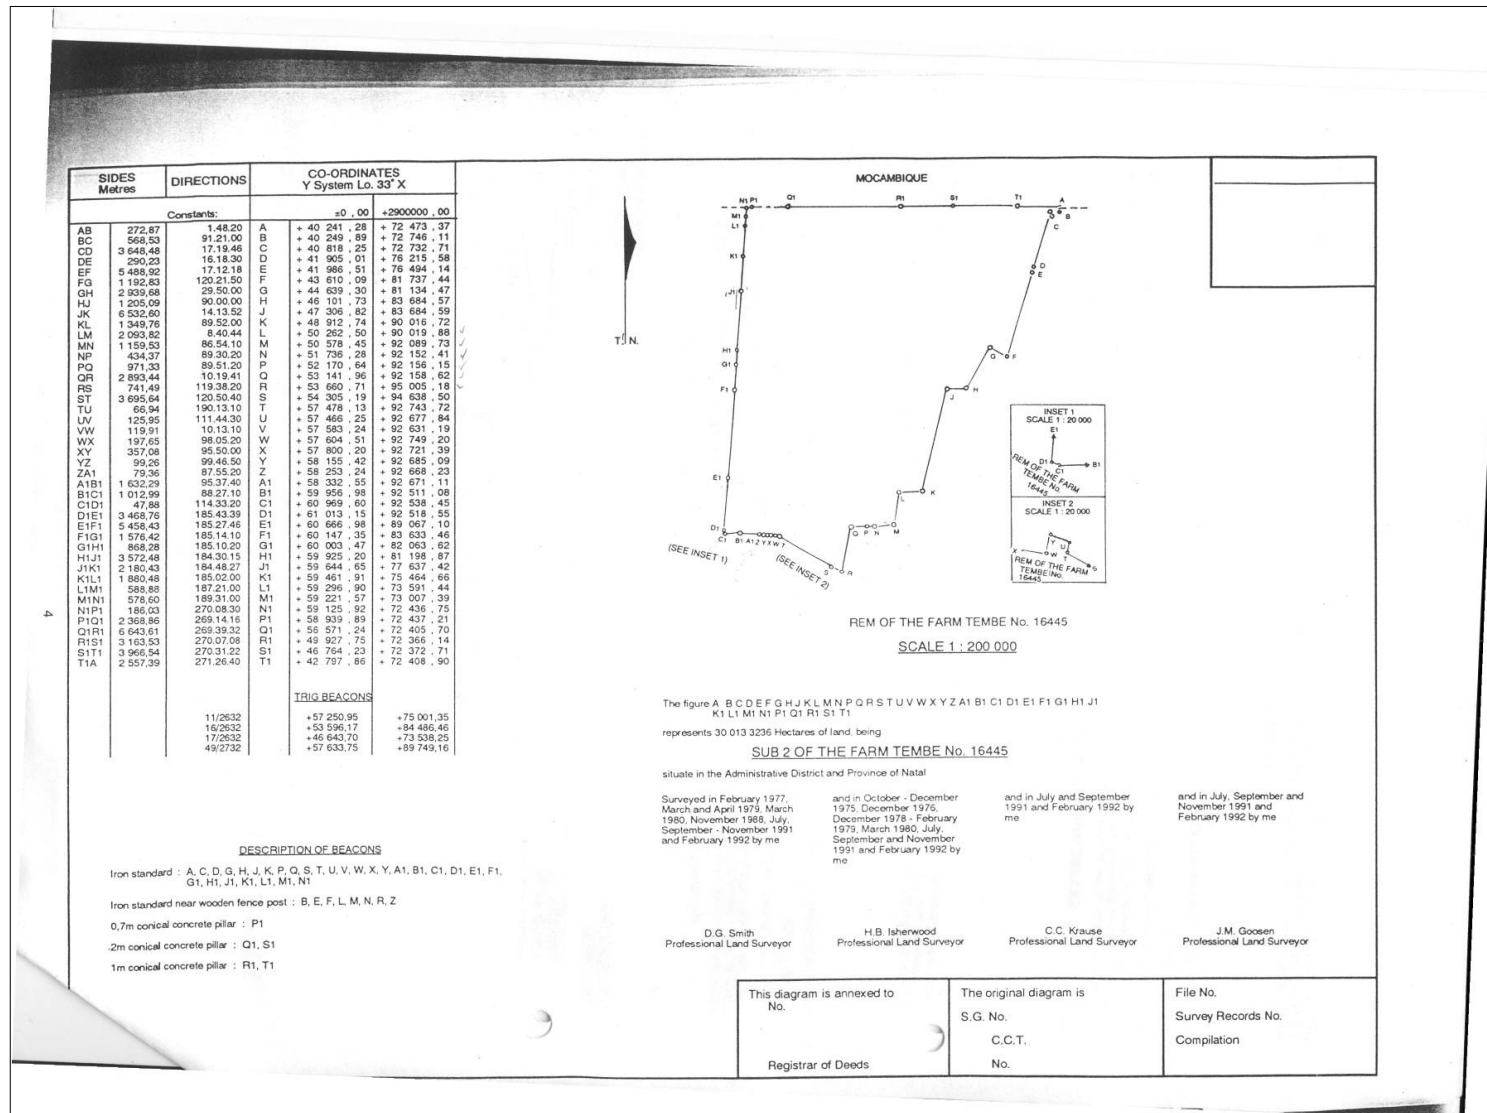 SIDES
Metres
DIRECTIONS
CO-ORDINATES
Y System Lo. 33° X
Constants: ±0 , 00 +2900000 , 00
AB 272,87 1.48.20 A + 40 241 , 28 + 72 473 , 37
BC 568,53 91.21.00 B + 40 249 , 89 + 72 746 , 11
CD 3 648,48 17.19.46 C + 40 818 , 25 + 72 732 , 71
DE 290,23 16.18.30 D + 41 905 , 01 + 76 215 , 58
EF 5 488,92 17.12.18 E + 41 986 , 51 + 76 494 , 14
FG 1 192,83 120.21.50 F + 43 610 , 09 + 81 737 , 44
GH 2 939,68 29.50.00 G + 44 639 , 30 + 81 134 , 47
HJ 1 205,09 90.00.00 H + 46 101 , 73 + 83 684 , 57
JK 6 532,60 14.13.52 J + 47 306 , 82 + 83 684 , 59
KL 1 349,76 89.52.00 K + 48 912 , 74 + 90 016 , 72
LM 2 093,82 8.40.44 L + 50 262 , 50 + 90 019 , 88
MN 1 159,53 86.54.10 M + 50 578 , 45 + 92 089 , 73
NP 434,37 89.30.20 N + 51 736 , 28 + 92 152 , 41
PQ 971,33 89.51.20 P + 52 170 , 64 + 92 156 , 15
QR 2 893,44 10.19.41 Q + 53 141 , 96 + 92 158 , 62
RS 741,49 119.38.20 R + 53 660 , 71 + 95 005 , 18
ST 3 695,64 120.50.40 S + 54 305 , 19 + 94 638 , 50
TU 66,94 190.13.10 T + 57 478 , 13 + 92 743 , 72
UV 125,95 111.44.30 U + 57 466 , 25 + 92 677 , 84
VW 119,91 10.13.10 V + 57 583 , 24 + 92 631 , 19
WX 197,65 98.05.20 W + 57 604 , 51 + 92 749 , 20
XY 357,08 95.50.00 X + 57 800 , 20 + 92 721 , 39
YZ 99,26 99.46.50 Y + 58 155 , 42 + 92 685 , 09
ZA1 79,36 87.55.20 Z + 58 253 , 24 + 92 668 , 23
A1B1 1 632,29 95.37.40 A1 + 58 332 , 55 + 92 671 , 11
B1C1 1 012,99 88.27.10 B1 + 59 956 , 98 + 92 511 , 08
C1D1 47,88 114.33.20 C1 + 60 969 , 60 + 92 538 , 45
D1E1 3 468,76 185.43.39 D1 + 61 013 , 15 + 92 518 , 55
E1F1 5 458,43 185.27.46 E1 + 60 666 , 98 + 89 067 , 10
F1G1 1 576,42 185.14.10 F1 + 60 147 , 35 + 83 633 , 46
G1H1 868,28 185.10.20 G1 + 60 003 , 47 + 82 063 , 62
H1J1 3 572,48 184.30.15 H1 + 59 925 , 20 + 81 198 , 87
J1K1 2 180,43 184.48.27 J1 + 59 644 , 65 + 77 637 , 42
K1L1 1 880,48 185.02.00 K1 + 59 461 , 91 + 75 464 , 66
L1M1 588,88 187.21.00 L1 + 59 296 , 90 + 73 591 , 44
M1N1 578,60 189.31.00 M1 + 59 221 , 57 + 73 007 , 39
N1P1 186,03 270.08.30 N1 + 59 125 , 92 + 72 436 , 75
P1Q1 2 368,86 269.14.16 P1 + 58 939 , 89 + 72 437 , 21
Q1R1 6 643,61 269.39.32 Q1 + 56 571 , 24 + 72 405 , 70
R1S1 3 163,53 270.07.08 R1 + 49 927 , 75 + 72 366 , 14
S1T1 3 966,54 270.31.22 S1 + 46 764 , 23 + 72 372 , 71
T1A 2 557,39 271.26.40 T1 + 42 797 , 86 + 72 408 , 90
TRIG BEACONS
11/2632 +57 250,95 +75 001,35
16/2632 +53 596,17 +84 486,46
17/2632 +46 643,70 +73 538,25
49/2732 +57 633,75 +89 749,16
DESCRIPTION OF BEACONS
Iron standard : A, C, D, G, H, J, K, P, Q, S, T, U, V, W, X, Y, A1, B1, C1, D1, E1, F1,
G1, H1, J1, K1, L1, M1, N1
Iron standard near wooden fence post : B, E, F, L, M, N, R, Z
0,7m conical concrete pillar : P1
2m conical concrete pillar : Q1, S1
1m conical concrete pillar : R1, T1
4
MOCAMBIQUE
N1 P1 Q1 R1 S1 T1 A
M1 B
L1 C
K1
D
E
J1
T. N.
H1
G1
G F
F1
J H
INSET 1
SCALE 1 : 20 000
E1
D1 B1
C1
REM OF THE FARM
TEMBE No.
16445
E1
L K
INSET 2
SCALE 1 : 20 000
Y U
X W T
S
REM OF THE FARM
TEMBE No.
16445
D1
C1 B1 A1 Z Y X W T
Q P N M
S R
(SEE INSET 1)
(SEE INSET 2)
REM OF THE FARM TEMBE No. 16445
SCALE 1 : 200 000
The figure A B C D E F G H J K L M N P Q R S T U V W X Y Z A1 B1 C1 D1 E1 F1 G1 H1 J1
K1 L1 M1 N1 P1 Q1 R1 S1 T1
represents 30 013 3236 Hectares of land, being
SUB 2 OF THE FARM TEMBE No. 16445
situate in the Administrative District and Province of Natal
Surveyed in February 1977,
March and April 1979, March
1980, November 1988, July,
September - November 1991
and February 1992 by me
and in October - December
1975, December 1976,
December 1978 - February
1979, March 1980, July,
September and November
1991 and February 1992 by
me
and in July and September
1991 and February 1992 by
me
and in July, September and
November 1991 and
February 1992 by me
D.G. Smith
Professional Land Surveyor
H.B. Isherwood
Professional Land Surveyor
C.C. Krause
Professional Land Surveyor
J.M. Goosen
Professional Land Surveyor
This diagram is annexed to
No.
Registrar of Deeds
The original diagram is
S.G. No.
C.C.T.
No.
File No.
Survey Records No.
Compilation